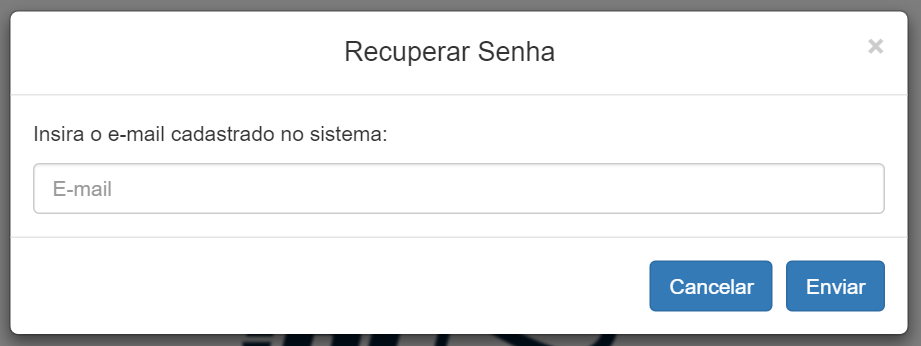 Recuperar Senha
×
Insira o e-mail cadastrado no sistema:
E-mail
Cancelar
Enviar